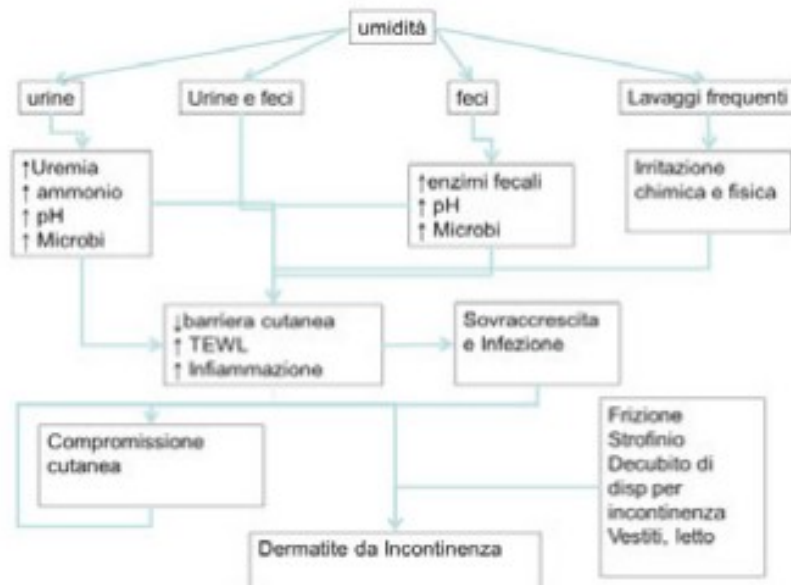 umidità
urine
Urine e feci
feci
Lavaggi frequenti
↑Uremia
↑ ammonio
↑ pH
↑ Microbi
↑enzimi fecali
↑ pH
↑ Microbi
Irritazione
chimica e fisica
↓barriera cutanea
↑ TEWL
↑ Infiammazione
Sovraccrescita
e Infezione
Compromissione
cutanea
Frizione
Strofinio
Decubito di
disp per
incontinenza
Vestiti, letto
Dermatite da Incontinenza